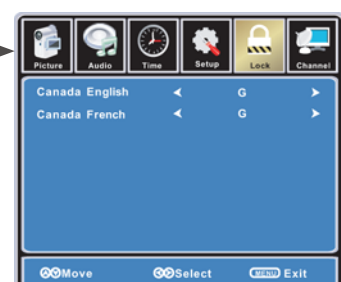 Picture Audio Time Setup Lock Channel
Canada English G
Canada French G
Move Select MENU Exit